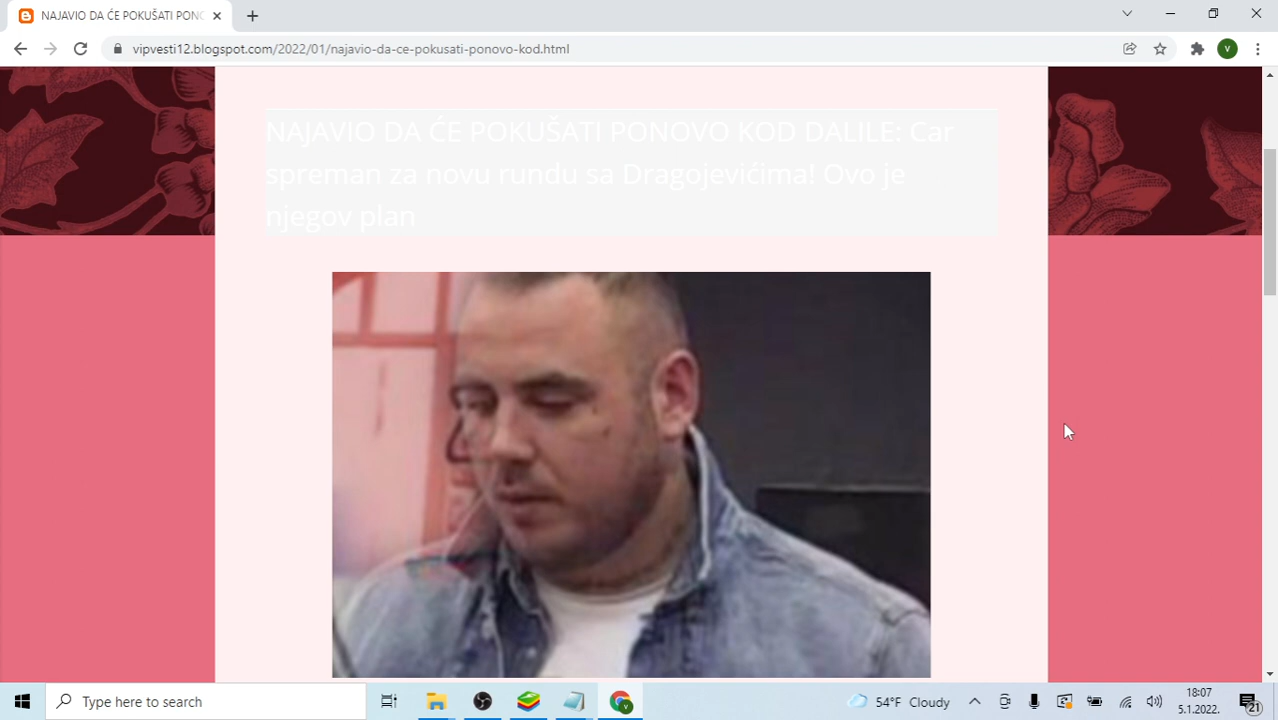 NAJAVIO DA ĆE POKUŠATI PONO
vipvesti12.blogspot.com/2022/01/najavio-da-ce-pokusati-ponovo-kod.html
V
NAJAVIO DA ĆE POKUŠATI PONOVO KOD DALILE: Car
spreman za novu rundu sa Dragojevićima! Ovo je
njegov plan
Type here to search
54°F Cloudy
18:07
5.1.2022.
21